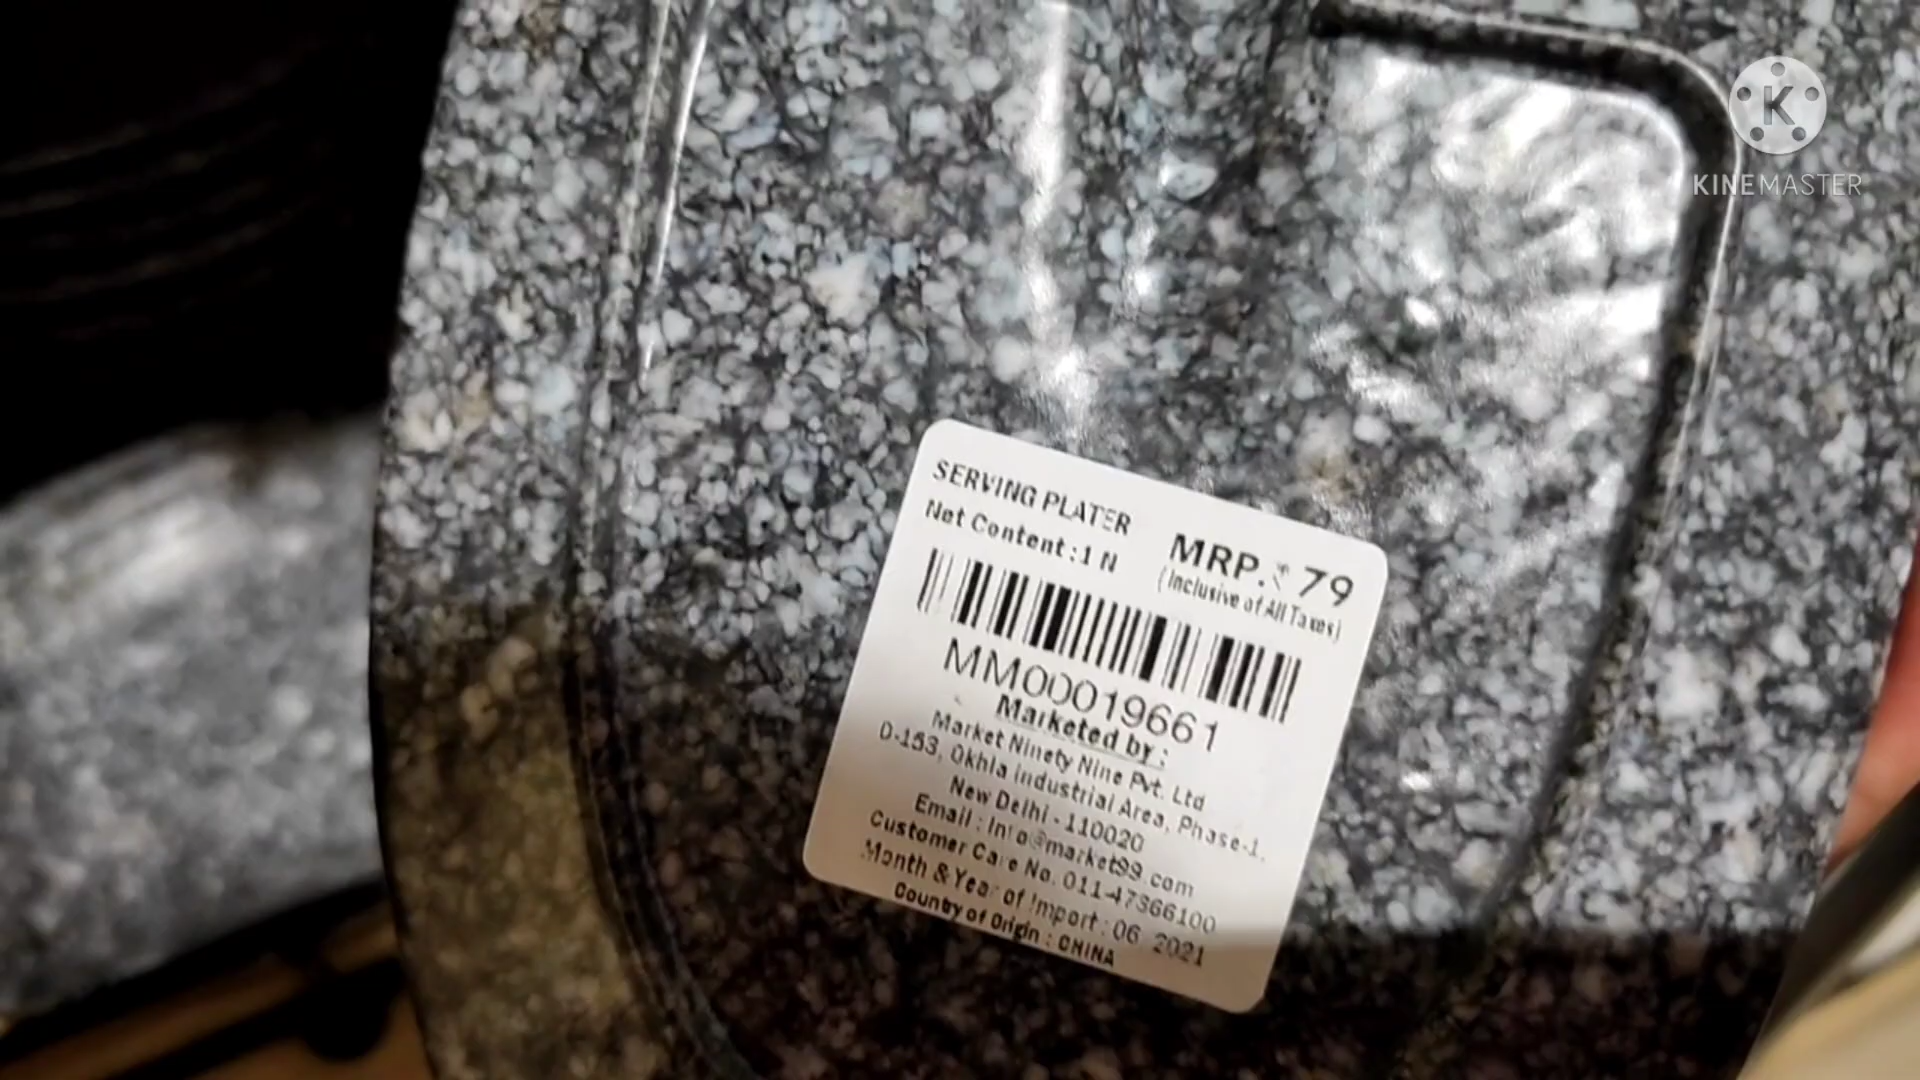 K
KINEMASTER
SERVING PLATER
Net Content : 1 N
MRP. ₹ 79
(Inclusive of All Taxes)
MM00019661
Marketed by :
Market Ninety Nine Pvt. Ltd
D-153, Okhla Industrial Area, Phase-1,
New Delhi - 110020
Email : Info@market99.com
Customer Care No. 011-47366100
Month & Year of Import : 06 2021
Country of Origin : CHINA